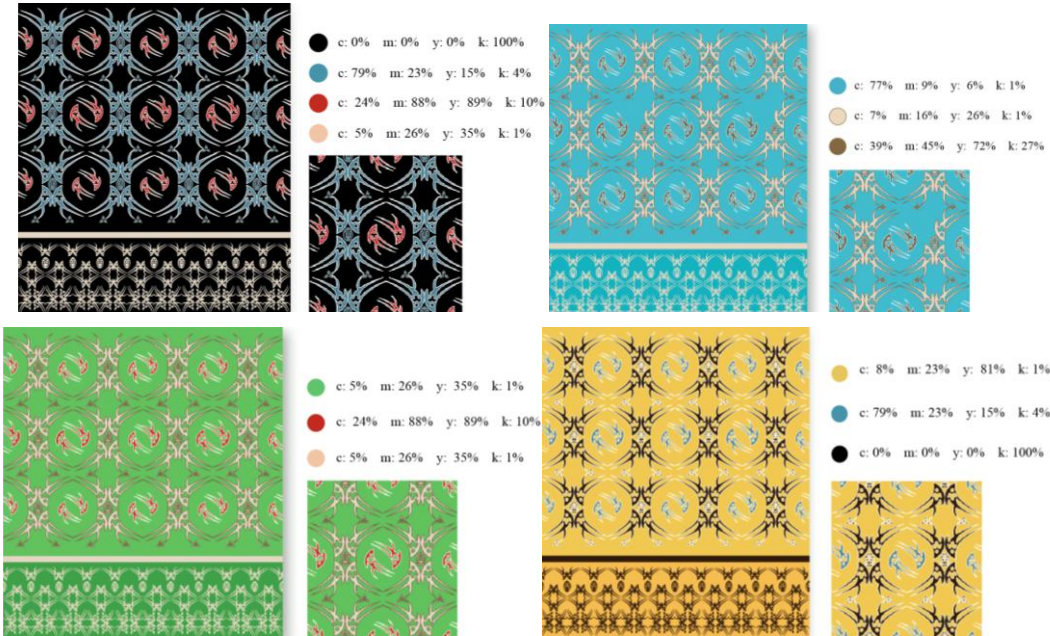 c: 0% m: 0% y: 0% k: 100%
c: 79% m: 23% y: 15% k: 4%
c: 24% m: 88% y: 89% k: 10%
c: 5% m: 26% y: 35% k: 1%
c: 77% m: 9% y: 6% k: 1%
c: 7% m: 16% y: 26% k: 1%
c: 39% m: 45% y: 72% k: 27%
c: 5% m: 26% y: 35% k: 1%
c: 24% m: 88% y: 89% k: 10%
c: 5% m: 26% y: 35% k: 1%
c: 8% m: 23% y: 81% k: 1%
c: 79% m: 23% y: 15% k: 4%
c: 0% m: 0% y: 0% k: 100%